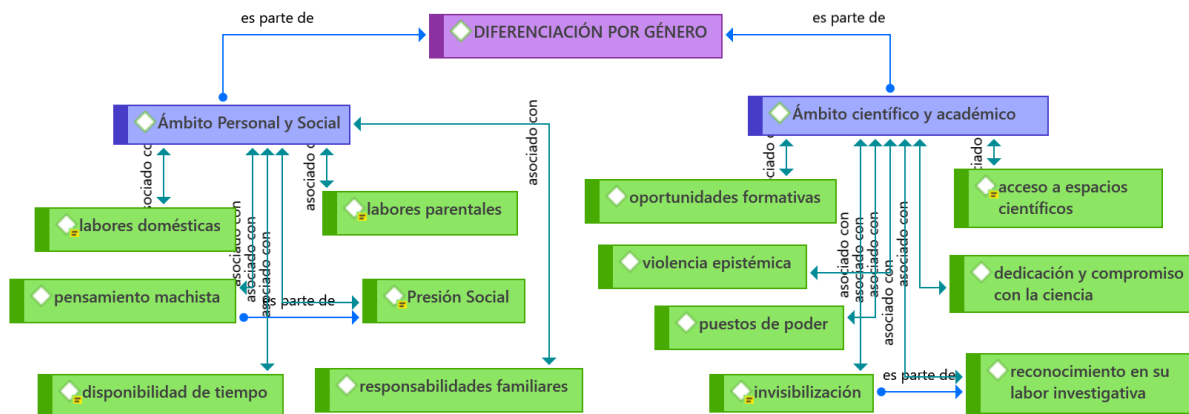 es parte de
DIFERENCIACIÓN POR GÉNERO
es parte de
Ámbito Personal y Social
Ámbito científico y académico
asociado con
asociado con
asociado con
asociado con
asociado con
asociado con
labores domésticas
labores parentales
pensamiento machista
es parte de
Presión Social
disponibilidad de tiempo
responsabilidades familiares
oportunidades formativas
acceso a espacios
científicos
violencia epistémica
asociado con
asociado con
asociado con
asociado con
asociado con
dedicación y compromiso
con la ciencia
puestos de poder
invisibilización
es parte de
reconocimiento en su
labor investigativa